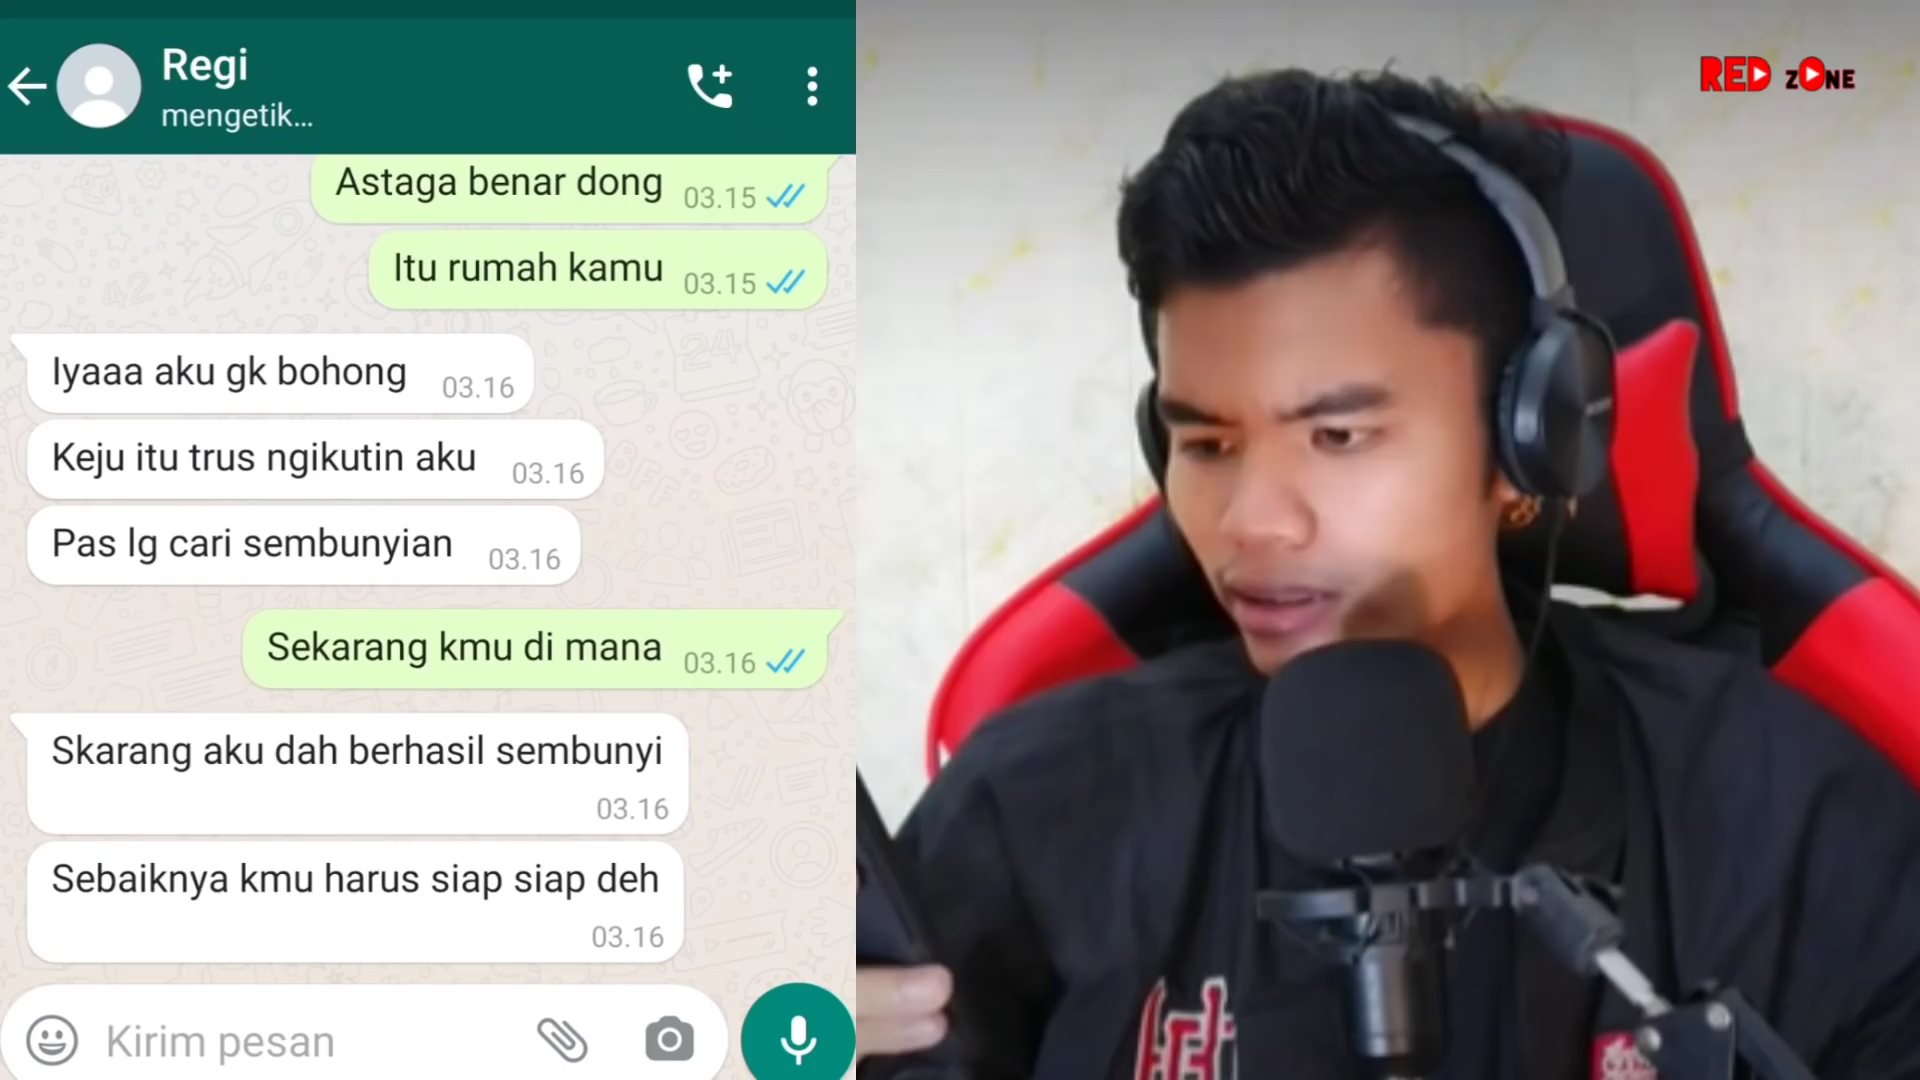 Regi
mengetik...
Astaga benar dong 03.15
Itu rumah kamu 03.15
Iyaaa aku gk bohong 03.16
Keju itu trus ngikutin aku 03.16
Pas lg cari sembunyian 03.16
Sekarang kmu di mana 03.16
Skarang aku dah berhasil sembunyi
03.16
Sebaiknya kmu harus siap siap deh
03.16
Kirim pesan
RED ZONE